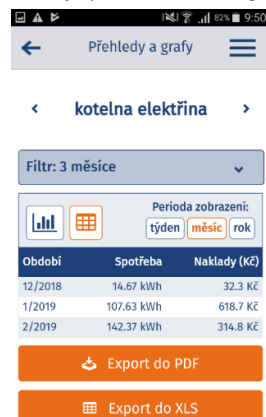 82% 9:50
Přehledy a grafy
kotelna elektřina
Filtr: 3 měsíce
Perioda zobrazeni:
týden měsíc rok
Období Spotřeba Naklady (Kč)
12/2018 14.67 kWh 32.3 Kč
1/2019 107.63 kWh 618.7 Kč
2/2019 142.37 kWh 314.8 Kč
Export do PDF
Export do XLS